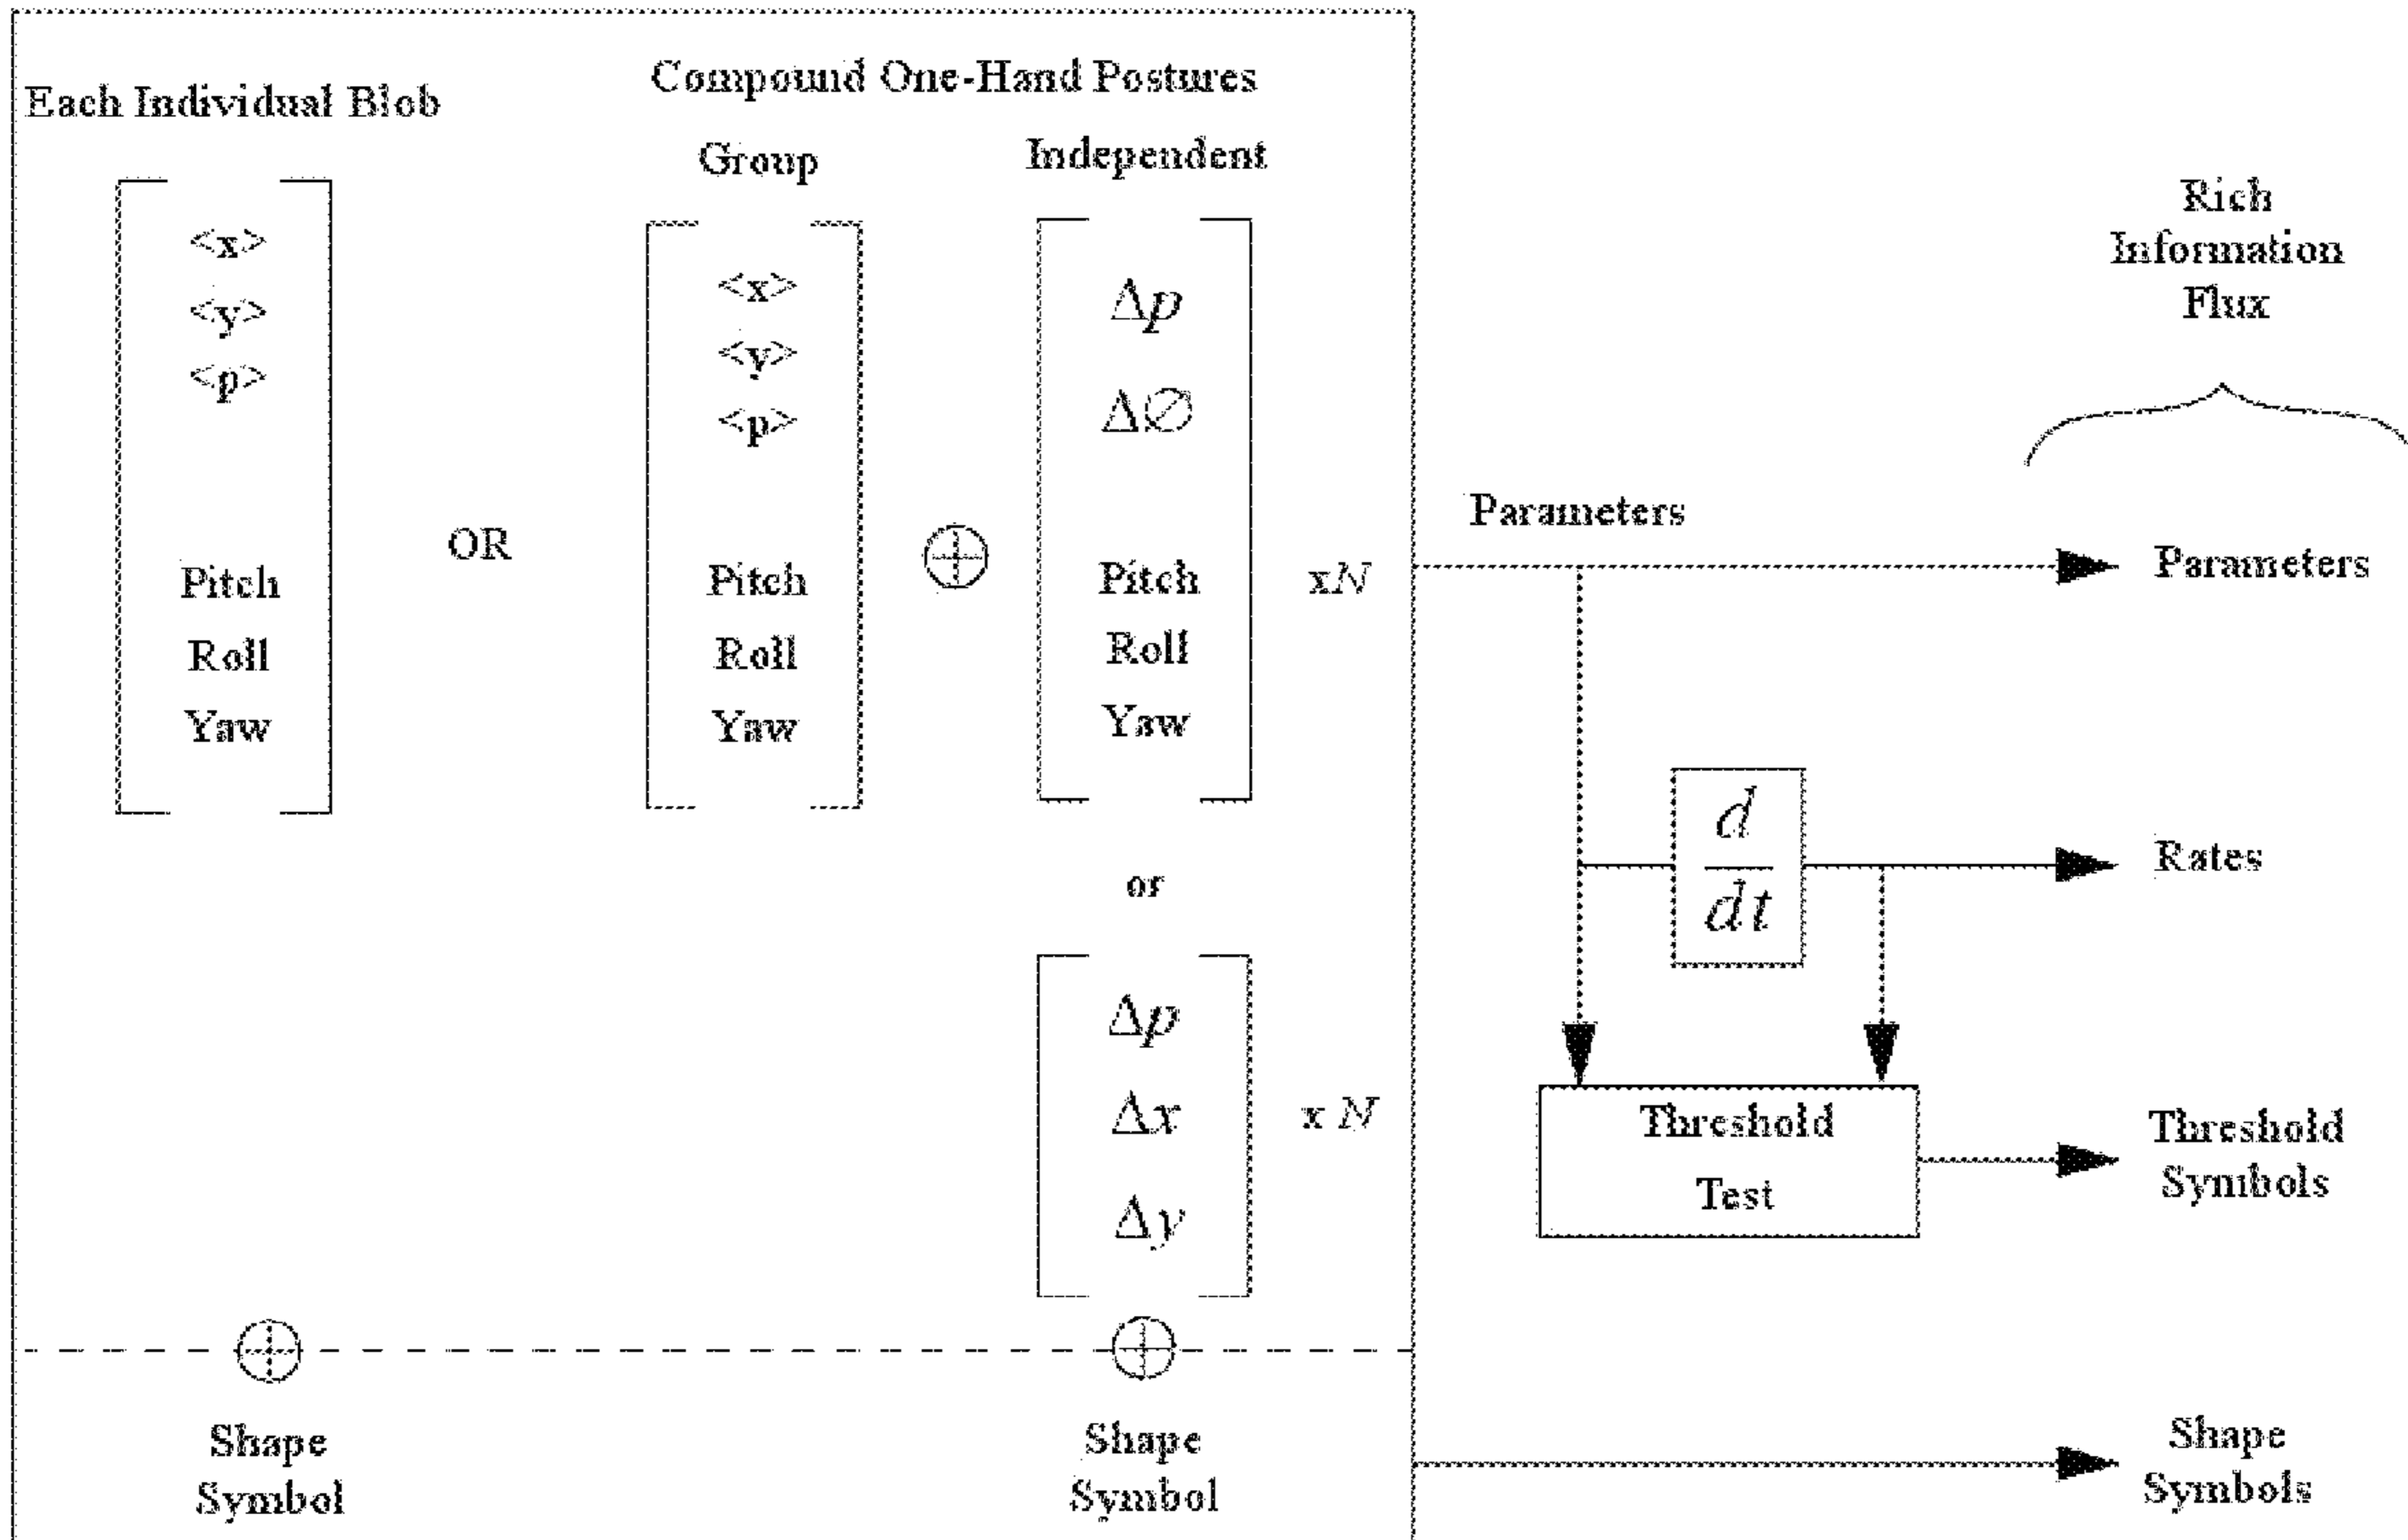 Each Individual Blob
<x>
<y>
<p>
Pitch
Roll
Yaw
OR
Compound One-Hand Postures
Group
<x>
<y>
<p>
Pitch
Roll
Yaw
⊕
Independent
Δp
Δ∅
Pitch
Roll
Yaw
xN
or
Δp
Δx
Δy
x N
⊕
Shape
Symbol
⊕
Shape
Symbol
Parameters
d
dt
Threshold
Test
Rich
Information
Flux
Parameters
Rates
Threshold
Symbols
Shape
Symbols